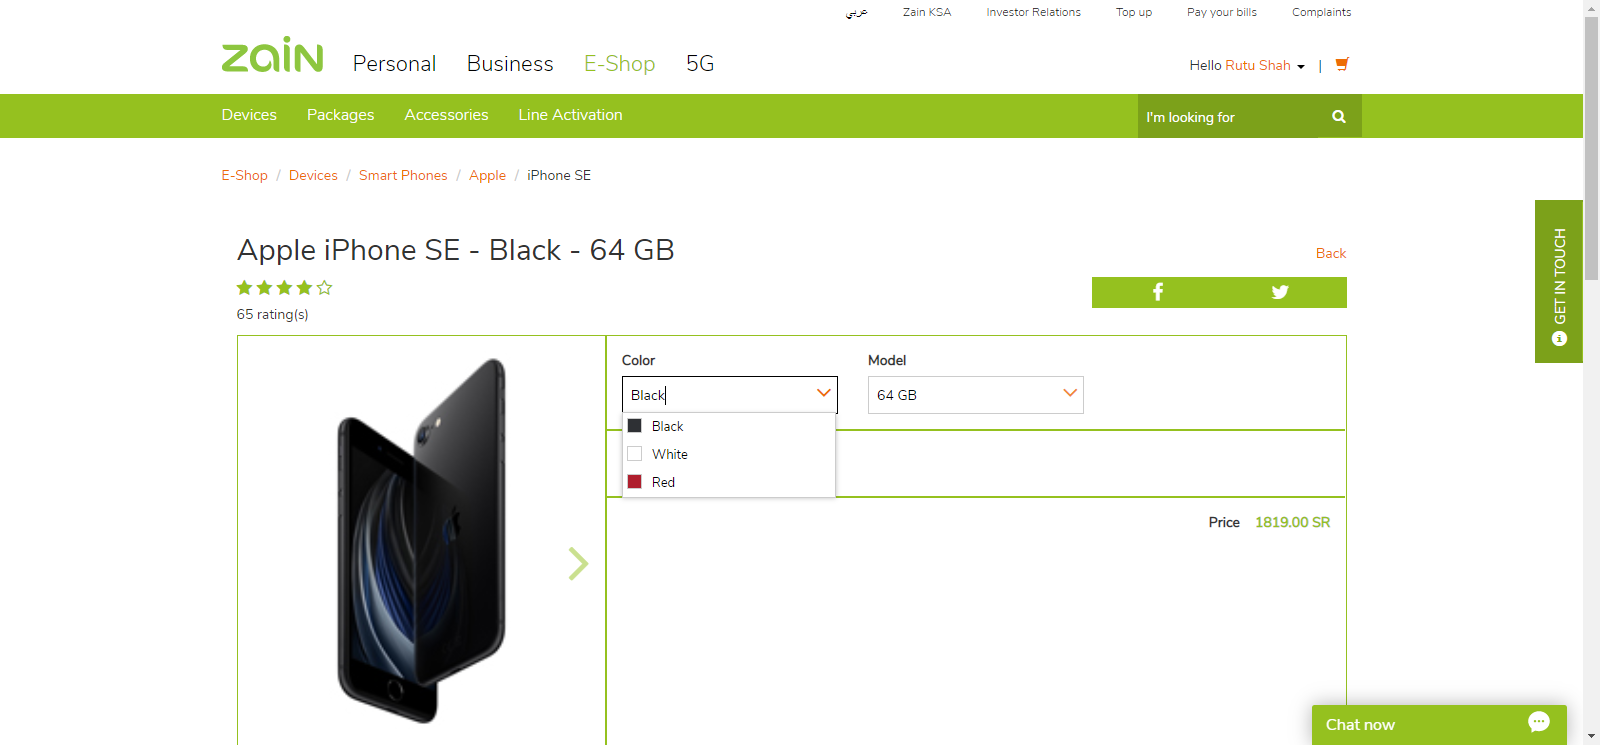 عربي Zain KSA Investor Relations Top up Pay your bills Complaints
zain Personal Business E-Shop 5G Hello Rutu Shah |
Devices Packages Accessories Line Activation I'm looking for
E-Shop / Devices / Smart Phones / Apple / iPhone SE
Apple iPhone SE - Black - 64 GB
Back
65 rating(s)
GET IN TOUCH
Color Model
Black 64 GB
Black
White
Red
Price 1819.00 SR
Chat now